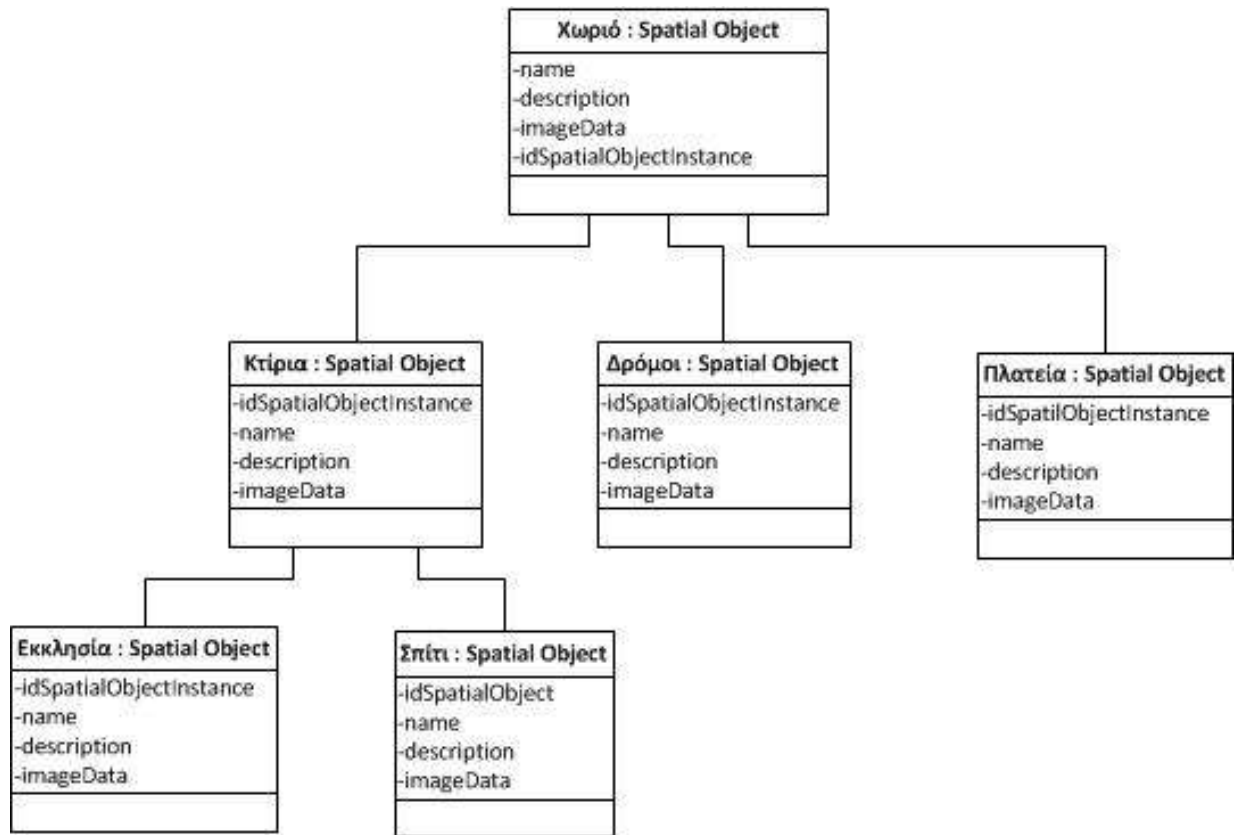 Χωριό : Spatial Object
-name
-description
-imageData
-idSpatialObjectInstance
Κτίρια : Spatial Object
-idSpatialObjectInstance
-name
-description
-imageData
Δρόμοι : Spatial Object
-idSpatialObjectInstance
-name
-description
-imageData
Πλατεία : Spatial Object
-idSpatilObjectInstance
-name
-description
-imageData
Εκκλησία : Spatial Object
-idSpatialObjectInstance
-name
-description
-imageData
Σπίτι : Spatial Object
-idSpatialObject
-name
-description
-imageData